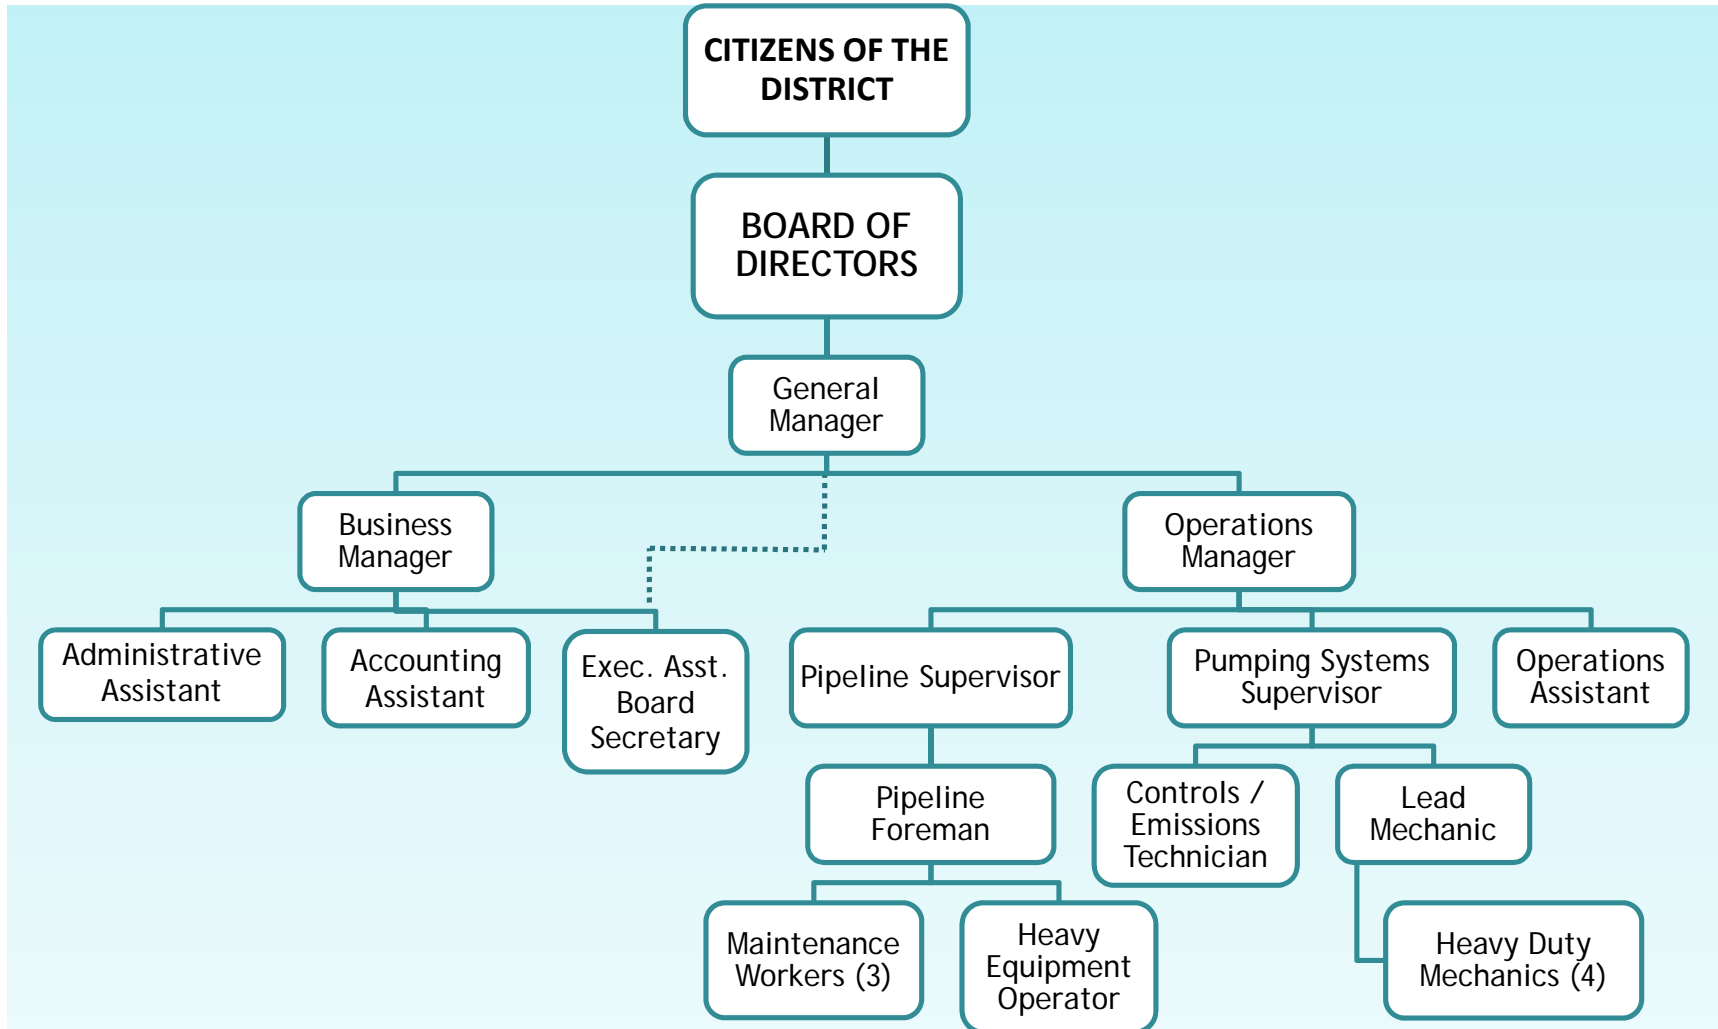 CITIZENS OF THE
DISTRICT
BOARD OF
DIRECTORS
General
Manager
Business
Manager
Operations
Manager
Administrative
Assistant
Accounting
Assistant
Exec. Asst.
Board
Secretary
Pipeline Supervisor
Pumping Systems
Supervisor
Operations
Assistant
Pipeline
Foreman
Controls /
Emissions
Technician
Lead
Mechanic
Maintenance
Workers (3)
Heavy
Equipment
Operator
Heavy Duty
Mechanics (4)